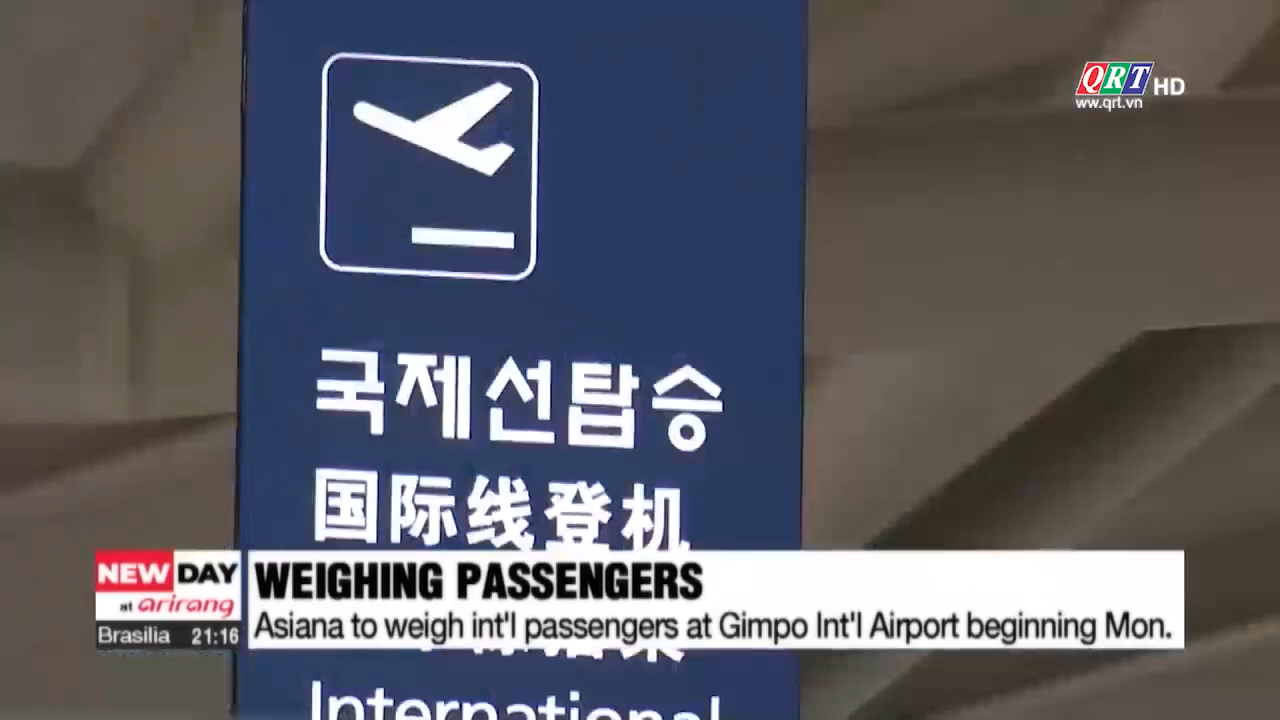 QRT HD
ww.qrt.vn
국제선탑승
国际线登机
NEW DAY
at arirang
Brasilia 21:16
WEIGHING PASSENGERS
Asiana to weigh int'l passengers at Gimpo Int'l Airport beginning Mon.
International